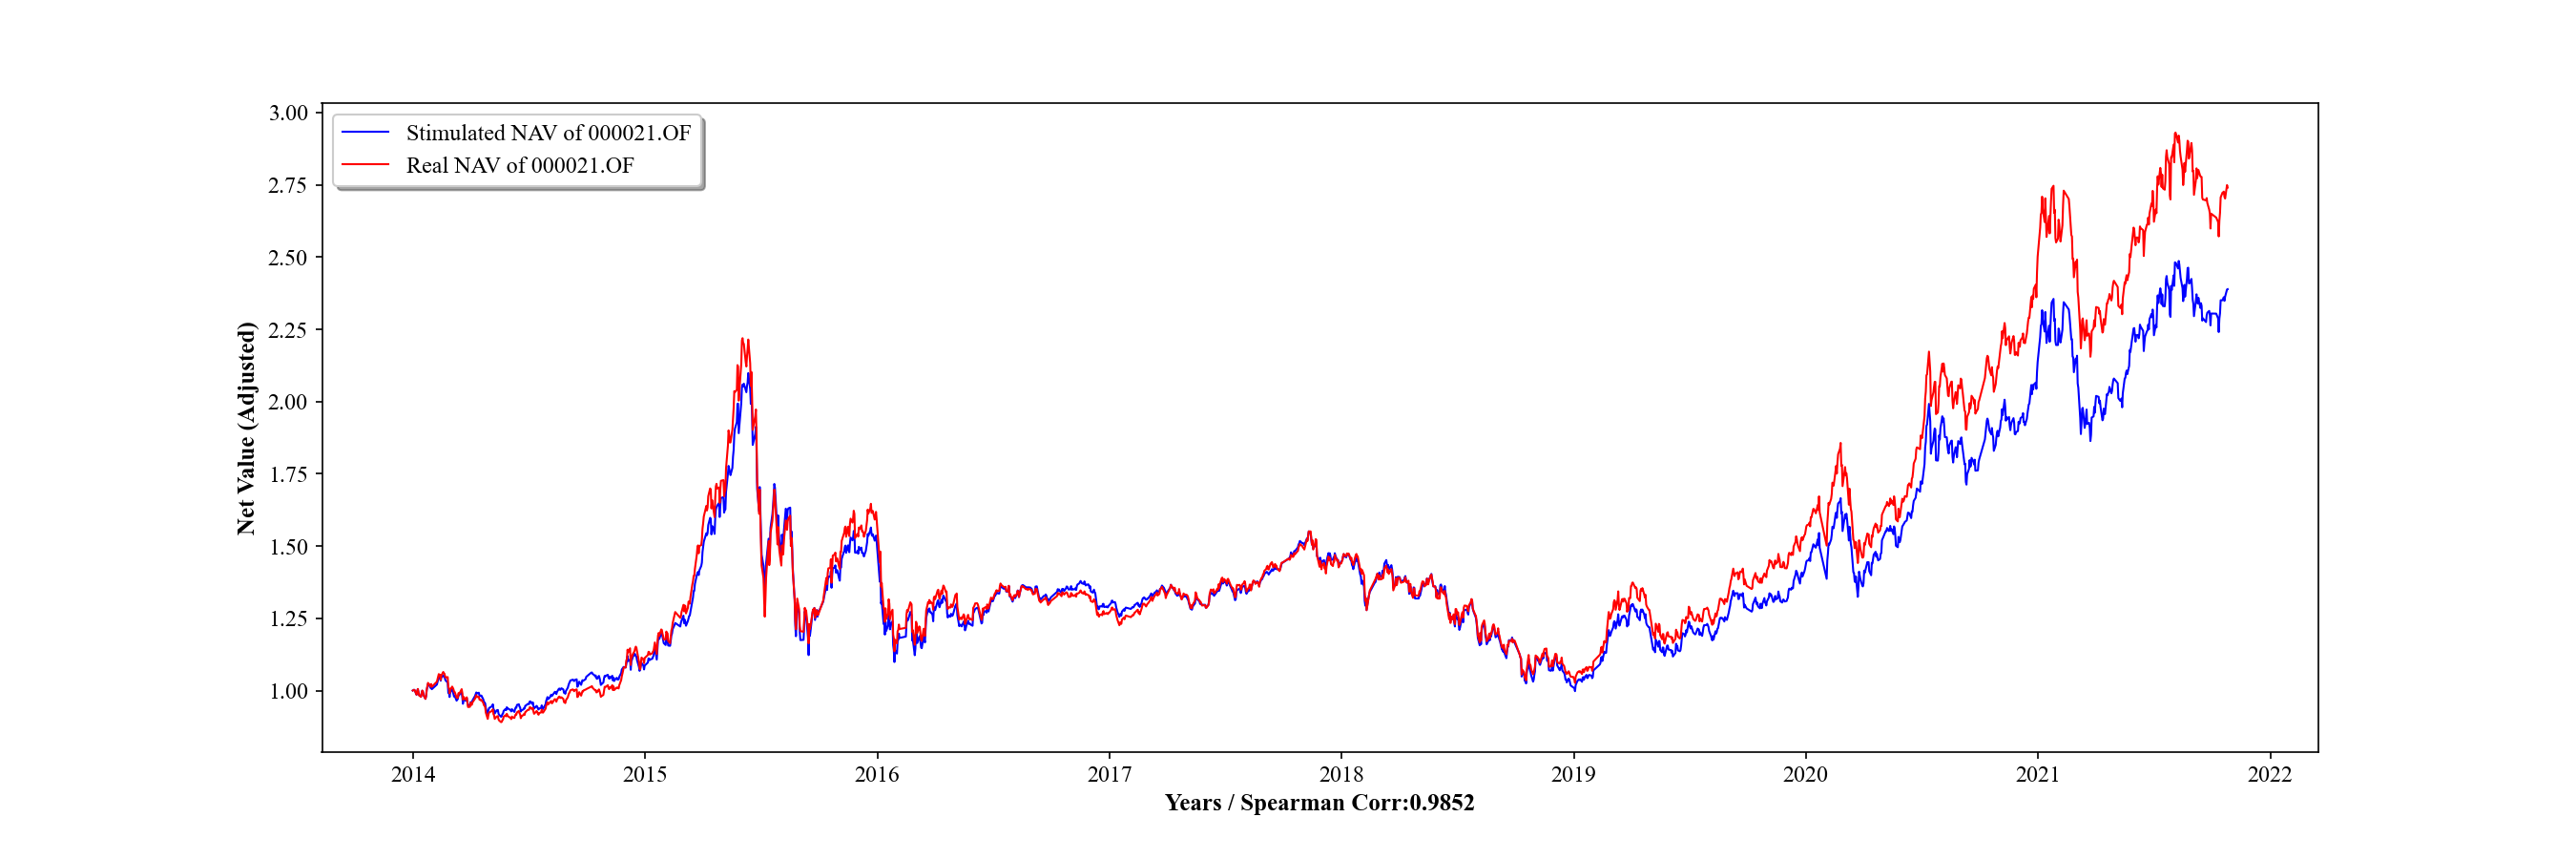 3.00
2.75
2.50
2.25
2.00
1.75
1.50
1.25
1.00
Net Value (Adjusted)
Stimulated NAV of 000021.OF
Real NAV of 000021.OF
2014 2015 2016 2017 2018 2019 2020 2021 2022
Years / Spearman Corr:0.9852